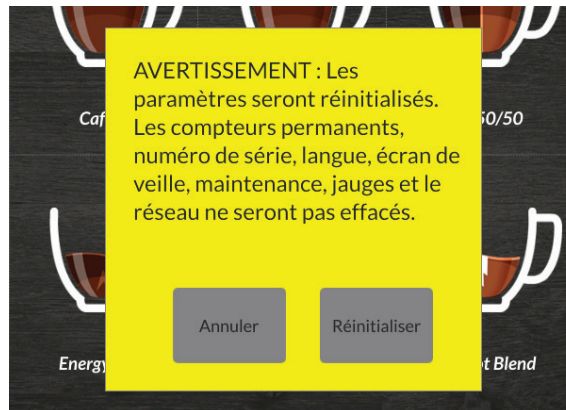 AVERTISSEMENT : Les
paramètres seront réinitialisés.
Les compteurs permanents,
numéro de série, langue, écran de
veille, maintenance, jauges et le
réseau ne seront pas effacés.
Caf
50/50
Annuler
Réinitialiser
Energy
t Blend